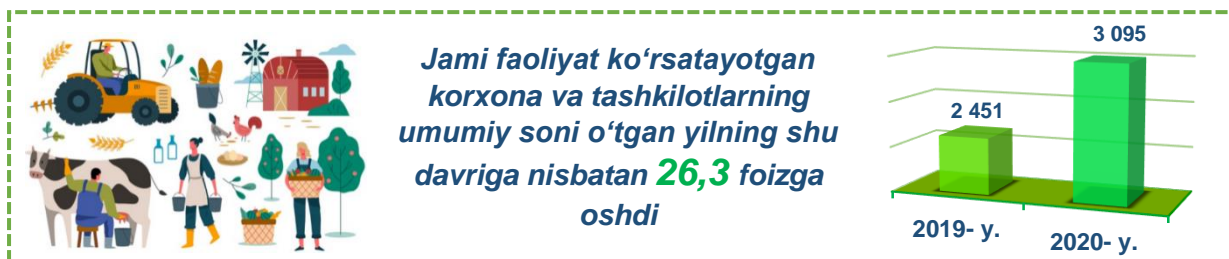 Jami faoliyat ko‘rsatayotgan
korxona va tashkilotlarning
umumiy soni o‘tgan yilning shu
davriga nisbatan 26,3 foizga
oshdi
3 095
2 451
2019- y.
2020- y.